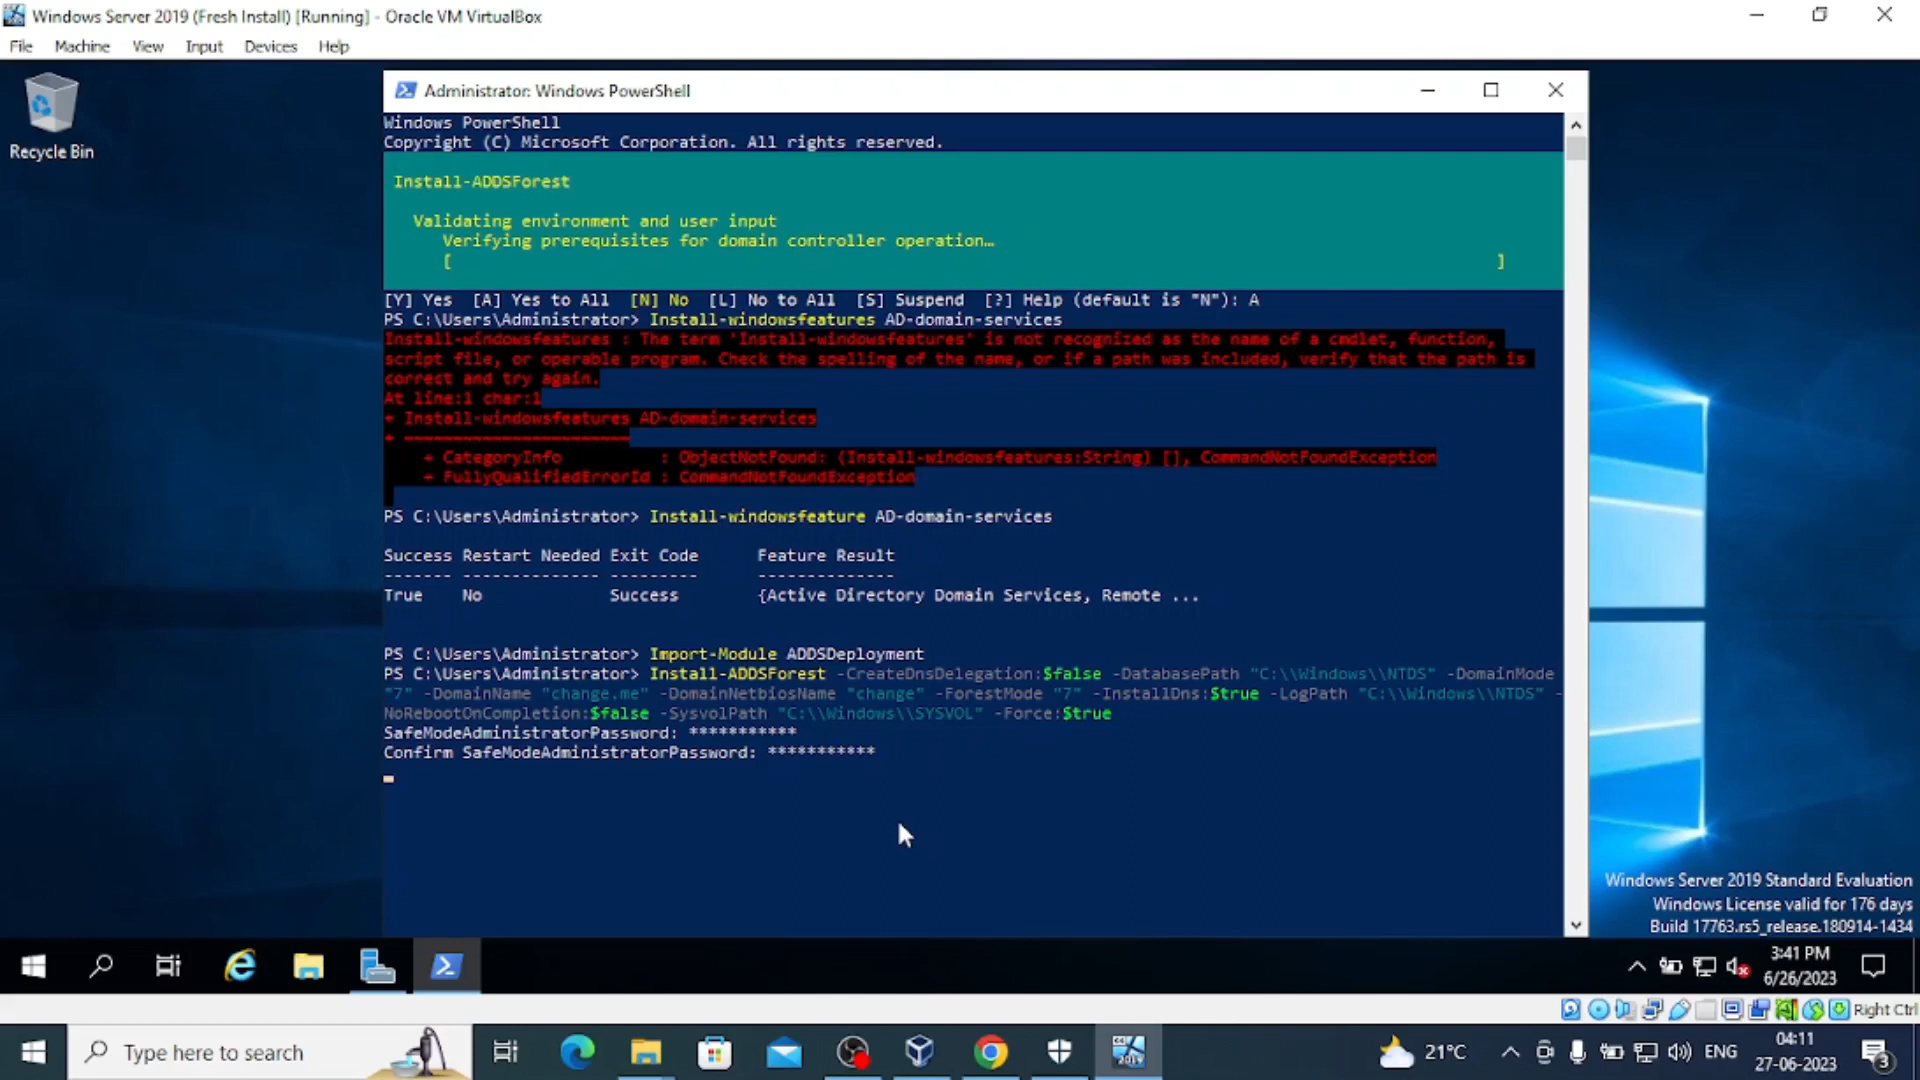 Windows Server 2019 (Fresh Install) [Running] - Oracle VM VirtualBox
File Machine View Input Devices Help
Recycle Bin
Administrator: Windows PowerShell
Windows PowerShell
Copyright (C) Microsoft Corporation. All rights reserved.
Install-ADDSForest
Validating environment and user input
Verifying prerequisites for domain controller operation…
[ ]
[Y] Yes [A] Yes to All [N] No [L] No to All [S] Suspend [?] Help (default is "N"): A
PS C:\Users\Administrator> Install-windowsfeatures AD-domain-services
Install-windowsfeatures : The term 'Install-windowsfeatures' is not recognized as the name of a cmdlet, function,
script file, or operable program. Check the spelling of the name, or if a path was included, verify that the path is
correct and try again.
At line:1 char:1
+ Install-windowsfeatures AD-domain-services
+ ~~~~~~~~~~~~~~~~~~~~~~~
+ CategoryInfo : ObjectNotFound: (Install-windowsfeatures:String) [], CommandNotFoundException
+ FullyQualifiedErrorId : CommandNotFoundException
PS C:\Users\Administrator> Install-windowsfeature AD-domain-services
Success Restart Needed Exit Code Feature Result
------- -------------- --------- --------------
True No Success {Active Directory Domain Services, Remote ...
PS C:\Users\Administrator> Import-Module ADDSDeployment
PS C:\Users\Administrator> Install-ADDSForest -CreateDnsDelegation:$false -DatabasePath "C:\\Windows\\NTDS" -DomainMode
"7" -DomainName "change.me" -DomainNetbiosName "change" -ForestMode "7" -InstallDns:$true -LogPath "C:\\Windows\\NTDS" -
NoRebootOnCompletion:$false -SysvolPath "C:\\Windows\\SYSVOL" -Force:$true
SafeModeAdministratorPassword: ***********
Confirm SafeModeAdministratorPassword: ***********
Windows Server 2019 Standard Evaluation
Windows License valid for 176 days
Build 17763.rs5_release.180914-1434
3:41 PM
6/26/2023
Right Ctrl
Type here to search
2019
21°C
ENG
04:11
27-06-2023
3